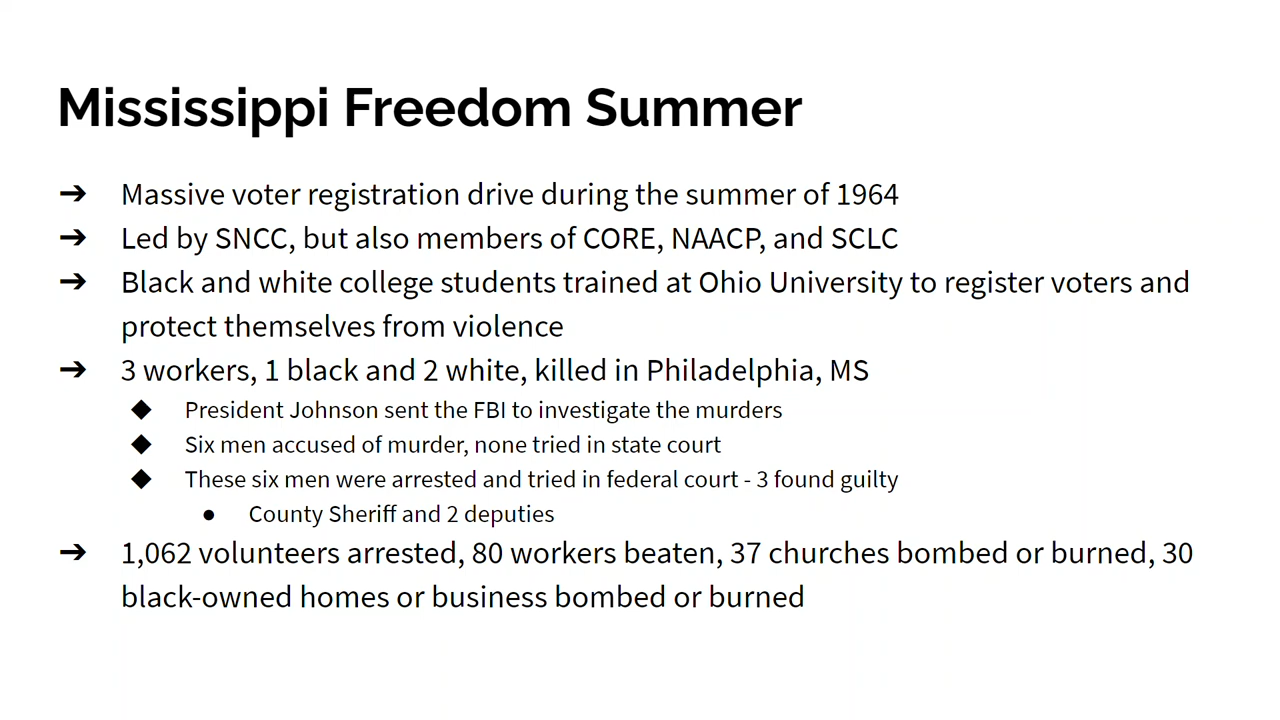 Mississippi Freedom Summer
➔ Massive voter registration drive during the summer of 1964
➔ Led by SNCC, but also members of CORE, NAACP, and SCLC
➔ Black and white college students trained at Ohio University to register voters and
protect themselves from violence
➔ 3 workers, 1 black and 2 white, killed in Philadelphia, MS
◆ President Johnson sent the FBI to investigate the murders
◆ Six men accused of murder, none tried in state court
◆ These six men were arrested and tried in federal court - 3 found guilty
● County Sheriff and 2 deputies
➔ 1,062 volunteers arrested, 80 workers beaten, 37 churches bombed or burned, 30
black-owned homes or business bombed or burned